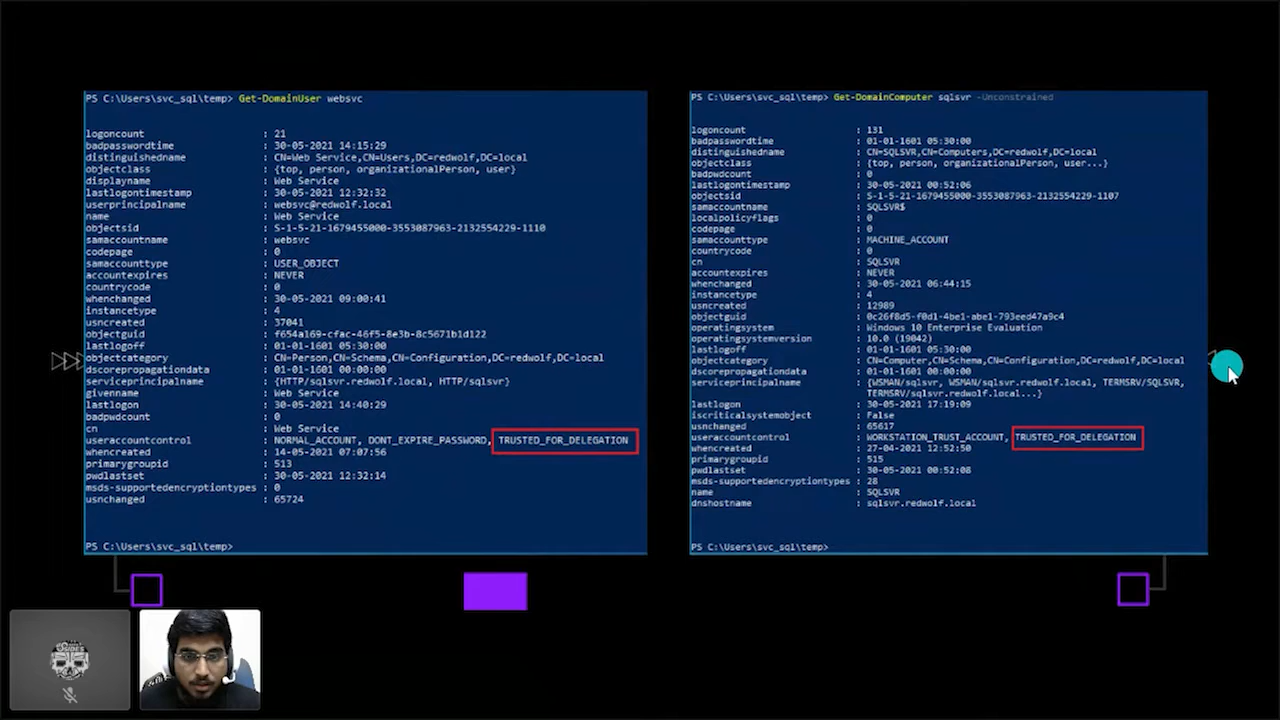 PS C:\Users\svc_sql\temp> Get-DomainUser websvc
logoncount : 21
badpasswordtime : 30-05-2021 14:15:29
distinguishedname : CN=Web Service,CN=Users,DC=redwolf,DC=local
objectclass : {top, person, organizationalPerson, user}
displayname : Web Service
lastlogontimestamp : 30-05-2021 12:32:32
userprincipalname : websvc@redwolf.local
name : Web Service
objectsid : S-1-5-21-1679455000-3553087963-2132554229-1110
samaccountname : websvc
codepage : 0
samaccounttype : USER_OBJECT
accountexpires : NEVER
countrycode : 0
whenchanged : 30-05-2021 09:00:41
instancetype : 4
usncreated : 37041
objectguid : f654a169-cfac-46f5-8e3b-8c5671b1d122
lastlogoff : 01-01-1601 05:30:00
objectcategory : CN=Person,CN=Schema,CN=Configuration,DC=redwolf,DC=local
dscorepropagationdata : 01-01-1601 00:00:00
serviceprincipalname : {HTTP/sqlsvr.redwolf.local, HTTP/sqlsvr}
givenname : Web Service
lastlogon : 30-05-2021 14:40:29
badpwdcount : 0
cn : Web Service
useraccountcontrol : NORMAL_ACCOUNT, DONT_EXPIRE_PASSWORD, TRUSTED_FOR_DELEGATION
whencreated : 14-05-2021 07:07:56
primarygroupid : 513
pwdlastset : 30-05-2021 12:32:14
msds-supportedencryptiontypes : 0
usnchanged : 65724
PS C:\Users\svc_sql\temp>
PS C:\Users\svc_sql\temp> Get-DomainComputer sqlsvr -Unconstrained
logoncount : 131
badpasswordtime : 01-01-1601 05:30:00
distinguishedname : CN=SQLSVR,CN=Computers,DC=redwolf,DC=local
objectclass : {top, person, organizationalPerson, user...}
badpwdcount : 0
lastlogontimestamp : 30-05-2021 00:52:06
objectsid : S-1-5-21-1679455000-3553087963-2132554229-1107
samaccountname : SQLSVR$
localpolicyflags : 0
codepage : 0
samaccounttype : MACHINE_ACCOUNT
countrycode : 0
cn : SQLSVR
accountexpires : NEVER
whenchanged : 30-05-2021 06:44:15
instancetype : 4
usncreated : 12989
objectguid : 0c26f8d5-f0d1-4be1-abe1-793eed47a9c4
operatingsystem : Windows 10 Enterprise Evaluation
operatingsystemversion : 10.0 (19042)
lastlogoff : 01-01-1601 05:30:00
objectcategory : CN=Computer,CN=Schema,CN=Configuration,DC=redwolf,DC=local
dscorepropagationdata : 01-01-1601 00:00:00
serviceprincipalname : {WSMAN/sqlsvr, WSMAN/sqlsvr.redwolf.local, TERMSRV/SQLSVR,
TERMSRV/sqlsvr.redwolf.local...}
lastlogon : 30-05-2021 17:19:09
iscriticalsystemobject : False
usnchanged : 65617
useraccountcontrol : WORKSTATION_TRUST_ACCOUNT, TRUSTED_FOR_DELEGATION
whencreated : 27-04-2021 12:52:50
primarygroupid : 515
pwdlastset : 30-05-2021 00:52:08
msds-supportedencryptiontypes : 28
name : SQLSVR
dnshostname : sqlsvr.redwolf.local
PS C:\Users\svc_sql\temp>